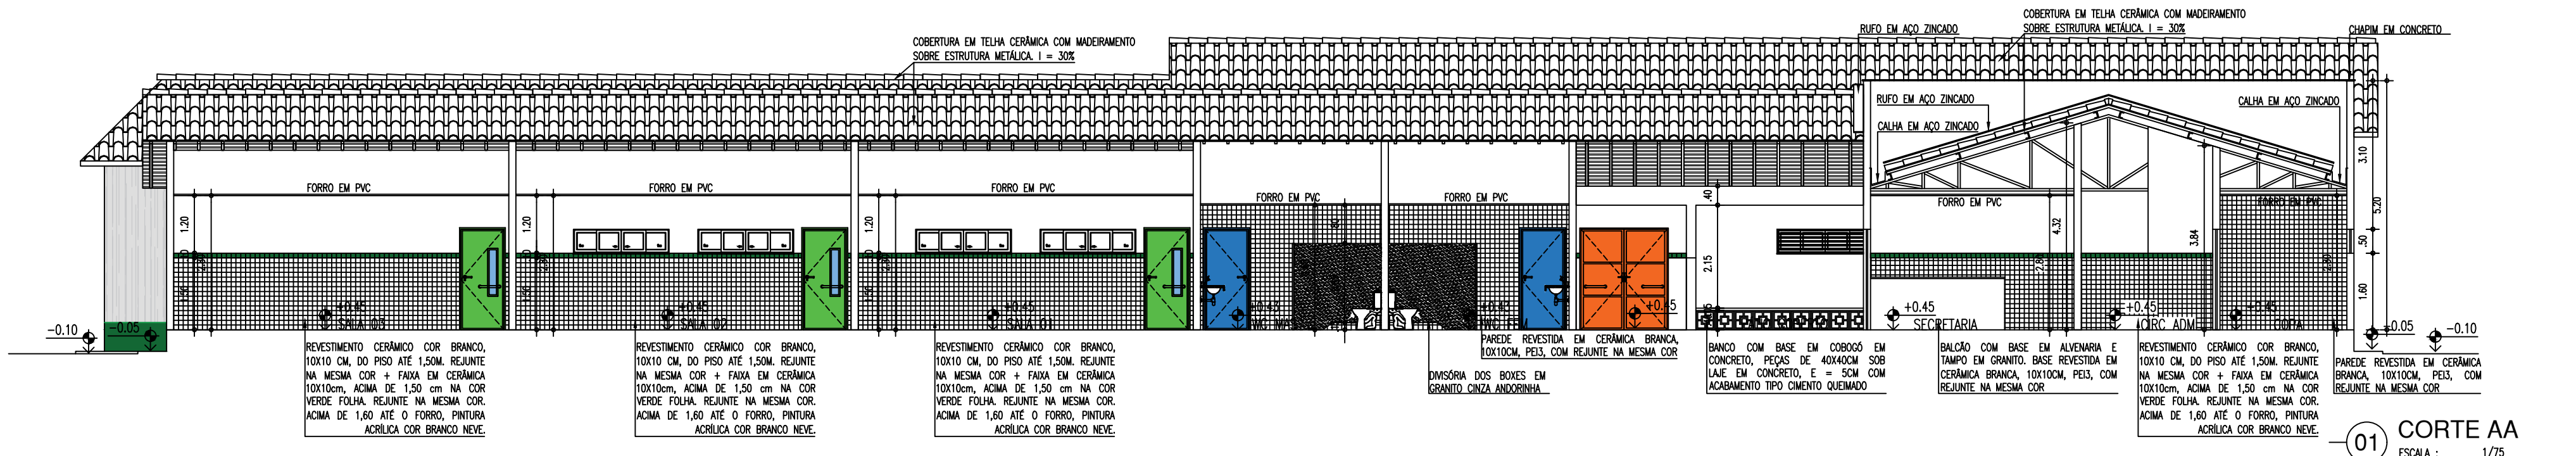 COBERTURA EM TELHA CERÂMICA COM MADEIRAMENTO
SOBRE ESTRUTURA METÁLICA. I = 30%
RUFO EM AÇO ZINCADO
COBERTURA EM TELHA CERÂMICA COM MADEIRAMENTO
SOBRE ESTRUTURA METÁLICA. I = 30%
CHAPIM EM CONCRETO
RUFO EM AÇO ZINCADO
CALHA EM AÇO ZINCADO
CALHA EM AÇO ZINCADO
FORRO EM PVC
FORRO EM PVC
FORRO EM PVC
FORRO EM PVC
FORRO EM PVC
FORRO EM PVC
FORRO EM PVC
1.20
1.20
1.20
.40
2.15
4.32
3.84
2.80
3.10
5.20
.50
1.60
-0.10
-0.05
+0.45
SALA 03
+0.45
SALA 02
+0.45
SALA 01
+0.43
+0.43
+0.45
+0.45
SECRETARIA
+0.45
CIRC. ADM
+0.45
COPA
+0.05
-0.10
REVESTIMENTO CERÂMICO COR BRANCO,
10X10 CM, DO PISO ATÉ 1,50M. REJUNTE
NA MESMA COR + FAIXA EM CERÂMICA
10X10cm, ACIMA DE 1,50 cm NA COR
VERDE FOLHA. REJUNTE NA MESMA COR.
ACIMA DE 1,60 ATÉ O FORRO, PINTURA
ACRÍLICA COR BRANCO NEVE.
REVESTIMENTO CERÂMICO COR BRANCO,
10X10 CM, DO PISO ATÉ 1,50M. REJUNTE
NA MESMA COR + FAIXA EM CERÂMICA
10X10cm, ACIMA DE 1,50 cm NA COR
VERDE FOLHA. REJUNTE NA MESMA COR.
ACIMA DE 1,60 ATÉ O FORRO, PINTURA
ACRÍLICA COR BRANCO NEVE.
REVESTIMENTO CERÂMICO COR BRANCO,
10X10 CM, DO PISO ATÉ 1,50M. REJUNTE
NA MESMA COR + FAIXA EM CERÂMICA
10X10cm, ACIMA DE 1,50 cm NA COR
VERDE FOLHA. REJUNTE NA MESMA COR.
ACIMA DE 1,60 ATÉ O FORRO, PINTURA
ACRÍLICA COR BRANCO NEVE.
DIVISÓRIA DOS BOXES EM
GRANITO CINZA ANDORINHA
PAREDE REVESTIDA EM CERÂMICA BRANCA,
10X10CM, PEI3, COM REJUNTE NA MESMA COR
BANCO COM BASE EM COBOGÓ EM
CONCRETO, PEÇAS DE 40X40CM SOB
LAJE EM CONCRETO, E = 5CM COM
ACABAMENTO TIPO CIMENTO QUEIMADO
BALCÃO COM BASE EM ALVENARIA E
TAMPO EM GRANITO. BASE REVESTIDA EM
CERÂMICA BRANCA, 10X10CM, PEI3, COM
REJUNTE NA MESMA COR
REVESTIMENTO CERÂMICO COR BRANCO,
10X10 CM, DO PISO ATÉ 1,50M. REJUNTE
NA MESMA COR + FAIXA EM CERÂMICA
10X10cm, ACIMA DE 1,50 cm NA COR
VERDE FOLHA. REJUNTE NA MESMA COR.
ACIMA DE 1,60 ATÉ O FORRO, PINTURA
ACRÍLICA COR BRANCO NEVE.
PAREDE REVESTIDA EM CERÂMICA
BRANCA, 10X10CM, PEI3, COM
REJUNTE NA MESMA COR
01
CORTE AA
ESCALA : 1/75